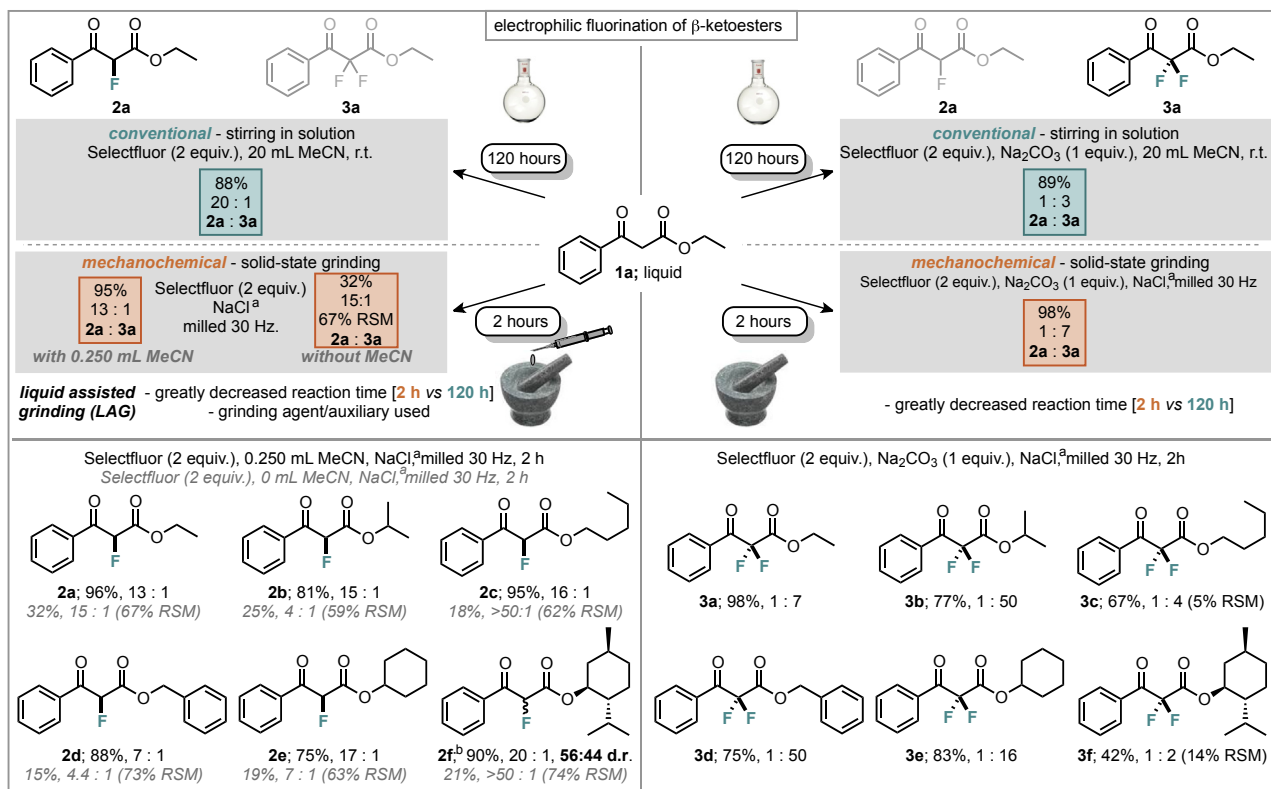 electrophilic fluorination of β-ketoesters
O O
O
F
2a
O O
O
F F
3a
conventional - stirring in solution
Selectfluor (2 equiv.), 20 mL MeCN, r.t.
88%
20 : 1
2a : 3a
120 hours
mechanochemical - solid-state grinding
95%
13 : 1
2a : 3a
with 0.250 mL MeCN
Selectfluor (2 equiv.)
NaCl a
milled 30 Hz.
32%
15:1
67% RSM
2a : 3a
without MeCN
2 hours
liquid assisted grinding (LAG)
- greatly decreased reaction time [2 h vs 120 h]
- grinding agent/auxiliary used
O O
O
1a; liquid
O O
O
F
2a
O O
O
F F
3a
120 hours
conventional - stirring in solution
Selectfluor (2 equiv.), Na2CO3 (1 equiv.), 20 mL MeCN, r.t.
89%
1 : 3
2a : 3a
2 hours
mechanochemical - solid-state grinding
Selectfluor (2 equiv.), Na2CO3 (1 equiv.), NaCl,a milled 30 Hz
98%
1 : 7
2a : 3a
- greatly decreased reaction time [2 h vs 120 h]
Selectfluor (2 equiv.), 0.250 mL MeCN, NaCl,a milled 30 Hz, 2 h
Selectfluor (2 equiv.), 0 mL MeCN, NaCl,a milled 30 Hz, 2 h
O O
O
F
2a; 96%, 13 : 1
32%, 15 : 1 (67% RSM)
O O
O
F
2b; 81%, 15 : 1
25%, 4 : 1 (59% RSM)
O O
O
F
2c; 95%, 16 : 1
18%, >50:1 (62% RSM)
O O
O
F
2d; 88%, 7 : 1
15%, 4.4 : 1 (73% RSM)
O O
O
F
2e; 75%, 17 : 1
19%, 7 : 1 (63% RSM)
O O
O
F
2f;b 90%, 20 : 1, 56:44 d.r.
21%, >50 : 1 (74% RSM)
Selectfluor (2 equiv.), Na2CO3 (1 equiv.), NaCl,a milled 30 Hz, 2h
O O
O
F F
3a; 98%, 1 : 7
O O
O
F F
3b; 77%, 1 : 50
O O
O
F F
3c; 67%, 1 : 4 (5% RSM)
O O
O
F F
3d; 75%, 1 : 50
O O
O
F F
3e; 83%, 1 : 16
O O
O
F F
3f; 42%, 1 : 2 (14% RSM)